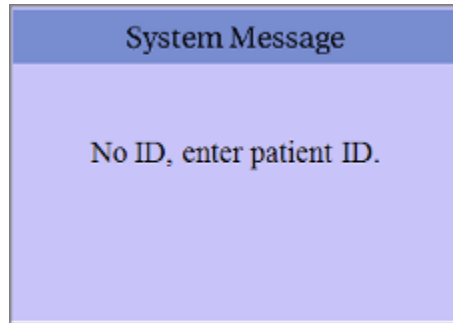 System Message
No ID, enter patient ID.